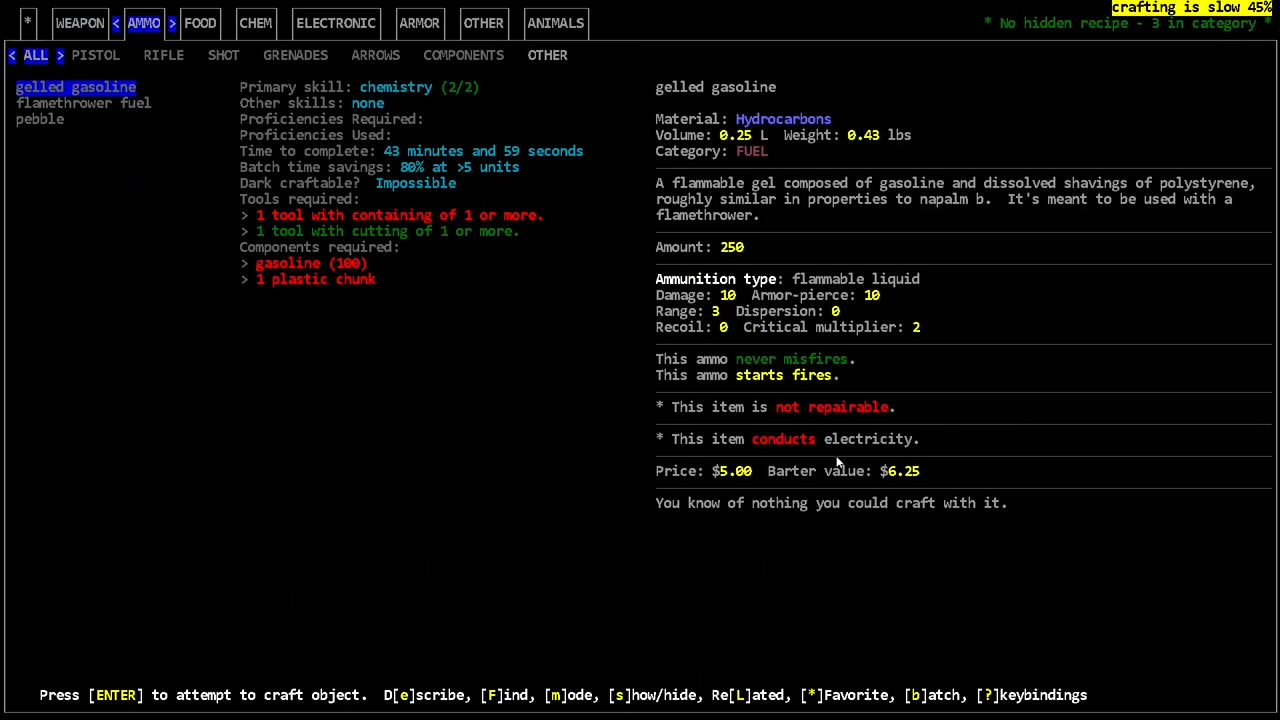 crafting is slow 45%
* WEAPON < AMMO > FOOD CHEM ELECTRONIC ARMOR OTHER ANIMALS * No hidden recipe - 3 in category *
< ALL > PISTOL RIFLE SHOT GRENADES ARROWS COMPONENTS OTHER
gelled gasoline
flamethrower fuel
pebble
Primary skill: chemistry (2/2)
Other skills: none
Proficiencies Required:
Proficiencies Used:
Time to complete: 43 minutes and 59 seconds
Batch time savings: 80% at >5 units
Dark craftable? Impossible
Tools required:
> 1 tool with containing of 1 or more.
> 1 tool with cutting of 1 or more.
Components required:
> gasoline (100)
> 1 plastic chunk
gelled gasoline
Material: Hydrocarbons
Volume: 0.25 L Weight: 0.43 lbs
Category: FUEL
A flammable gel composed of gasoline and dissolved shavings of polystyrene,
roughly similar in properties to napalm b. It's meant to be used with a
flamethrower.
Amount: 250
Ammunition type: flammable liquid
Damage: 10 Armor-pierce: 10
Range: 3 Dispersion: 0
Recoil: 0 Critical multiplier: 2
This ammo never misfires.
This ammo starts fires.
* This item is not repairable.
* This item conducts electricity.
Price: $5.00 Barter value: $6.25
You know of nothing you could craft with it.
Press [ENTER] to attempt to craft object. D[e]scribe, [F]ind, [m]ode, [s]how/hide, Re[L]ated, [*]Favorite, [b]atch, [?]keybindings